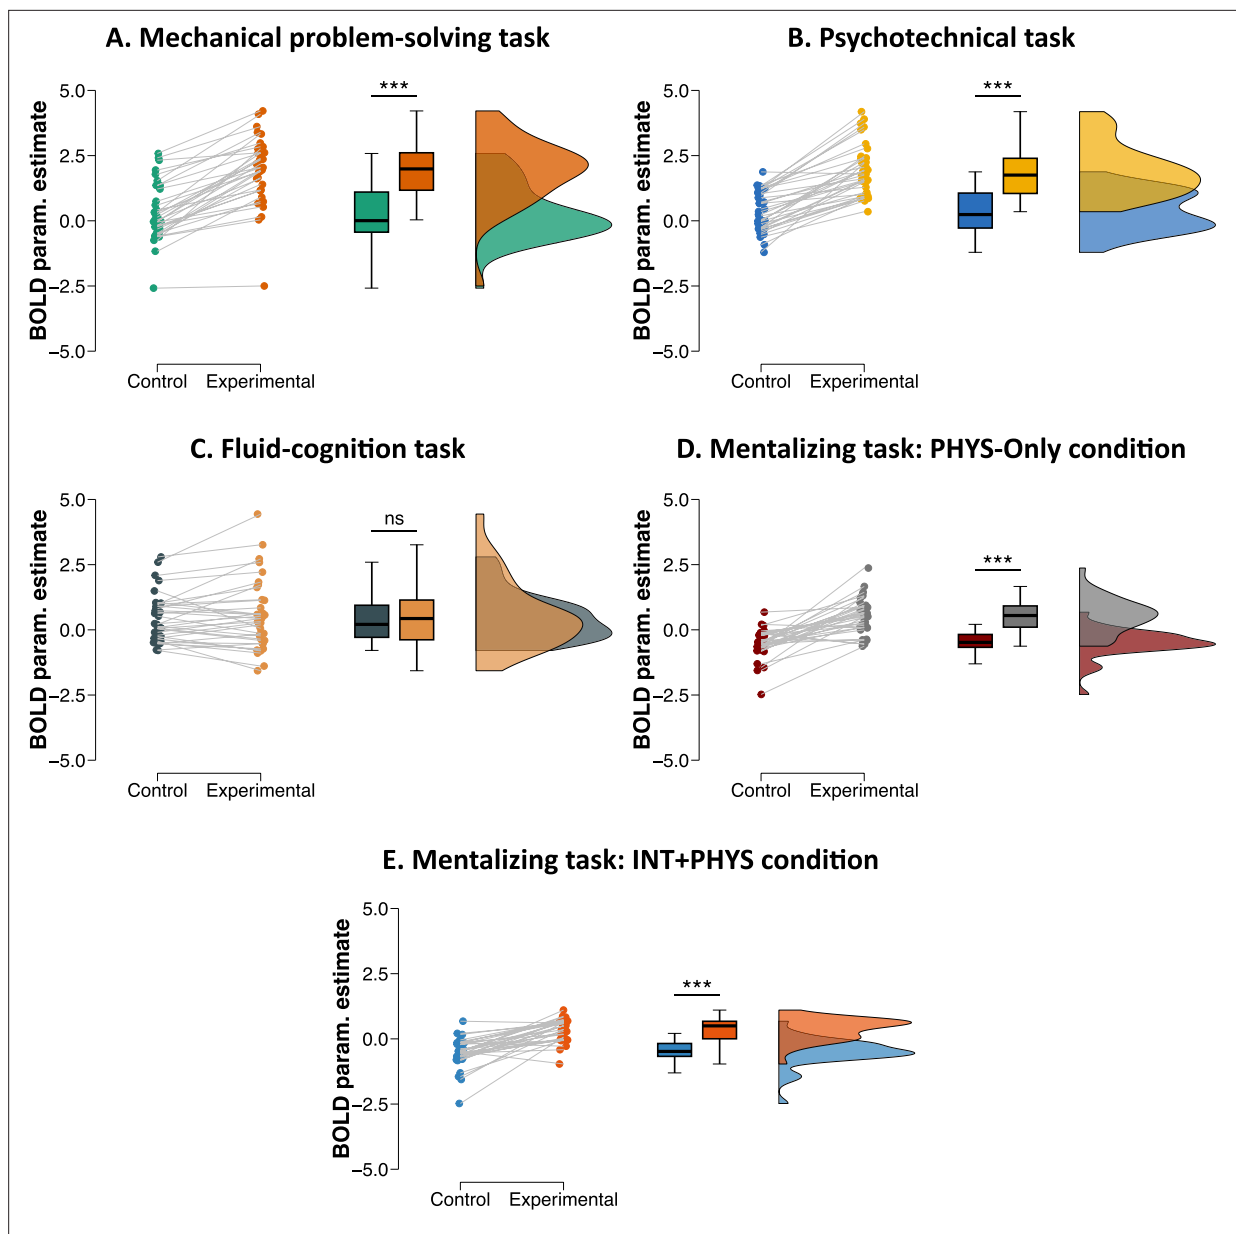 A. Mechanical problem-solving task
BOLD param. estimate
5.0
2.5
0.0
−2.5
−5.0
***
Control
Experimental
B. Psychotechnical task
BOLD param. estimate
5.0
2.5
0.0
−2.5
−5.0
***
Control
Experimental
C. Fluid-cognition task
BOLD param. estimate
5.0
2.5
0.0
−2.5
−5.0
ns
Control
Experimental
D. Mentalizing task: PHYS-Only condition
BOLD param. estimate
5.0
2.5
0.0
−2.5
−5.0
***
Control
Experimental
E. Mentalizing task: INT+PHYS condition
BOLD param. estimate
5.0
2.5
0.0
−2.5
−5.0
***
Control
Experimental